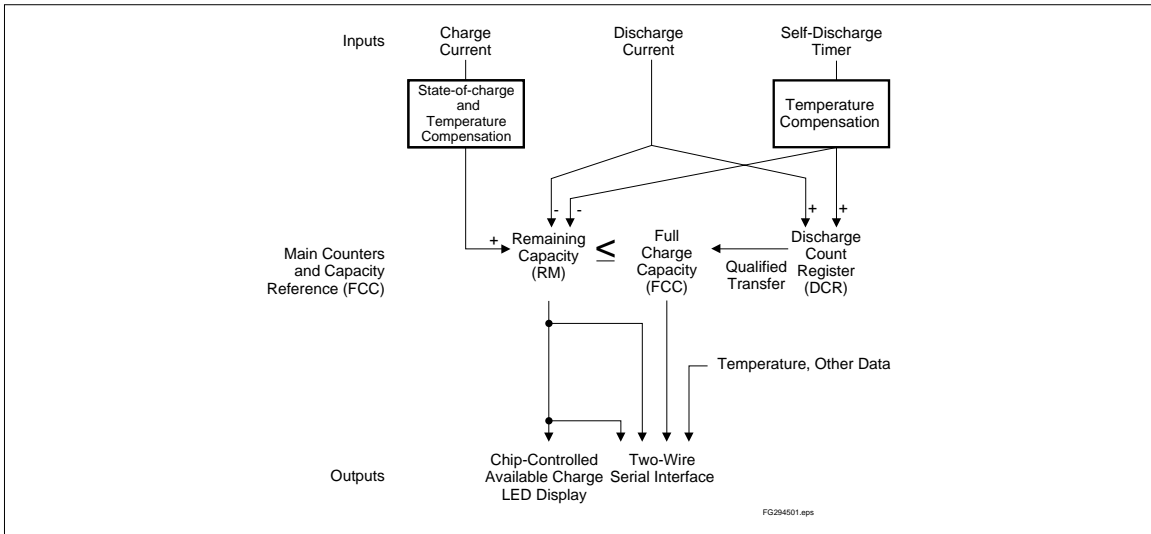 Inputs
Charge
Current
Discharge
Current
Self-Discharge
Timer
State-of-charge
and
Temperature
Compensation
Temperature
Compensation
- -
+ +
+
Main Counters
and Capacity
Reference (FCC)
Remaining
Capacity
(RM)
≤
Full
Charge
Capacity
(FCC)
Qualified
Transfer
Discharge
Count
Register
(DCR)
Temperature, Other Data
Outputs
Chip-Controlled
Available Charge
LED Display
Two-Wire
Serial Interface
FG294501.eps